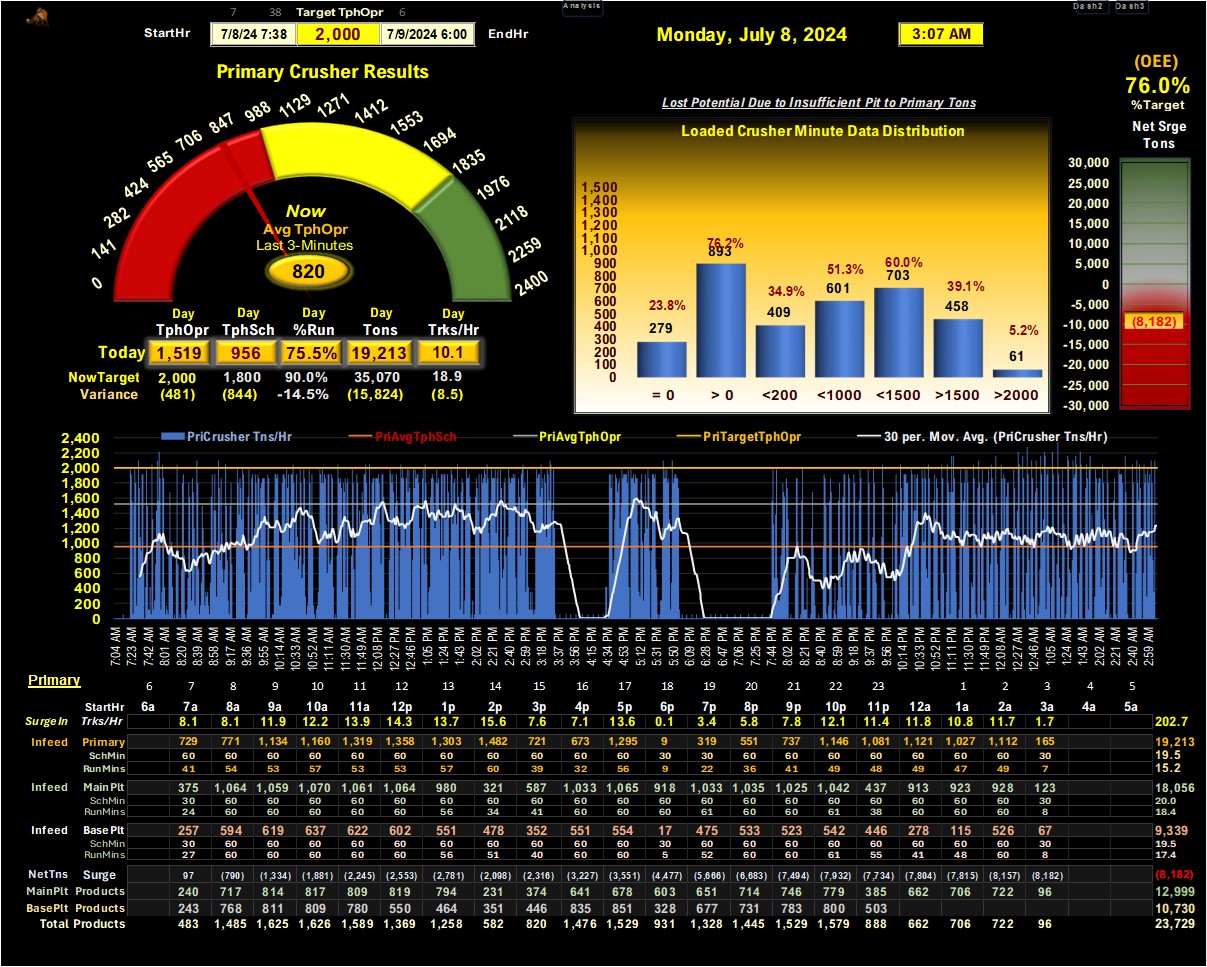 7 38 Target TphOpr 6
Analysis
Dash2 Dash3
StartHr 7/8/24 7:38 2,000 7/9/2024 6:00 EndHr
Monday, July 8, 2024
3:07 AM
Primary Crusher Results
0 141 282 424 565 706 847 988 1129 1271 1412 1553 1694 1835 1976 2118 2259 2400
Now
Avg TphOpr
Last 3-Minutes
820
Day Day Day Day Day
TphOpr TphSch %Run Tons Trks/Hr
Today 1,519 956 75.5% 19,213 10.1
NowTarget 2,000 1,800 90.0% 35,070 18.9
Variance (481) (844) -14.5% (15,824) (8.5)
Lost Potential Due to Insufficient Pit to Primary Tons
Loaded Crusher Minute Data Distribution
1,500
1,400
1,300
1,200
1,100
1,000
900
800
700
600
500
400
300
200
100
0
23.8% 76.2% 34.9% 51.3% 60.0% 39.1% 5.2%
279 893 409 601 703 458 61
= 0 > 0 <200 <1000 <1500 >1500 >2000
(OEE)
76.0%
%Target
Net Srge
Tons
30,000
25,000
20,000
15,000
10,000
5,000
0
-5,000
-10,000
-15,000
-20,000
-25,000
-30,000
(8,182)
PriCrusher Tns/Hr PriAvgTphSch PriAvgTphOpr PriTargetTphOpr 30 per. Mov. Avg. (PriCrusher Tns/Hr)
2,400
2,200
2,000
1,800
1,600
1,400
1,200
1,000
800
600
400
200
0
7:04 AM 7:23 AM 7:42 AM 8:01 AM 8:20 AM 8:39 AM 8:58 AM 9:17 AM 9:36 AM 9:55 AM 10:14 AM 10:33 AM 10:52 AM 11:11 AM 11:30 AM 11:49 AM 12:08 PM 12:27 PM 12:46 PM 1:05 PM 1:24 PM 1:43 PM 2:02 PM 2:21 PM 2:40 PM 2:59 PM 3:18 PM 3:37 PM 3:56 PM 4:15 PM 4:34 PM 4:53 PM 5:12 PM 5:31 PM 5:50 PM 6:09 PM 6:28 PM 6:47 PM 7:06 PM 7:25 PM 7:44 PM 8:02 PM 8:21 PM 8:40 PM 8:59 PM 9:18 PM 9:37 PM 9:56 PM 10:14 PM 10:33 PM 10:52 PM 11:11 PM 11:30 PM 11:49 PM 12:08 AM 12:27 AM 12:46 AM 1:05 AM 1:24 AM 1:43 AM 2:02 AM 2:21 AM 2:40 AM 2:59 AM
Primary
6 7 8 9 10 11 12 13 14 15 16 17 18 19 20 21 22 23 1 2 3 4 5
StartHr 6a 7a 8a 9a 10a 11a 12p 1p 2p 3p 4p 5p 6p 7p 8p 9p 10p 11p 12a 1a 2a 3a 4a 5a
SurgeIn Trks/Hr 8.1 8.1 11.9 12.2 13.9 14.3 13.7 15.6 7.6 7.1 13.6 0.1 3.4 5.8 7.8 12.1 11.4 11.8 10.8 11.7 1.7 202.7
Infeed Primary 729 771 1,134 1,160 1,319 1,358 1,303 1,482 721 673 1,295 9 319 551 737 1,146 1,081 1,121 1,027 1,112 165 19,213
SchMin 60 60 60 60 60 60 60 60 60 60 60 30 30 60 60 60 60 60 60 60 30 19.5
RunMins 41 54 53 57 53 53 57 60 39 32 56 9 22 36 41 49 48 49 47 49 7 15.2
Infeed MainPlt 375 1,064 1,059 1,070 1,061 1,064 980 321 587 1,033 1,065 918 1,033 1,035 1,025 1,042 437 913 923 928 123 18,056
SchMin 30 60 60 60 60 60 60 60 60 60 60 60 60 60 60 60 60 60 60 60 30 20.0
RunMins 24 60 60 60 60 60 56 34 41 60 60 60 61 60 60 61 38 60 60 60 8 18.4
Infeed BasePlt 257 594 619 637 622 602 551 478 352 551 554 17 475 533 523 542 446 278 115 526 67 9,339
SchMin 30 60 60 60 60 60 60 60 60 60 60 30 60 60 60 60 60 60 60 60 30 19.5
RunMins 27 60 60 60 60 60 56 51 40 60 60 5 52 60 60 61 55 41 48 60 8 17.4
NetTns Surge 97 (790) (1,334) (1,881) (2,245) (2,553) (2,781) (2,098) (2,316) (3,227) (3,551) (4,477) (5,666) (6,683) (7,494) (7,932) (7,734) (7,804) (7,815) (8,157) (8,182) (8,182)
MainPlt Products 240 717 814 817 809 819 794 231 374 641 678 603 651 714 746 779 385 662 706 722 96 12,999
BasePlt Products 243 768 811 809 780 550 464 351 446 835 851 328 677 731 783 800 503 10,730
Total Products 483 1,485 1,625 1,626 1,589 1,369 1,258 582 820 1,476 1,529 931 1,328 1,445 1,529 1,579 888 662 706 722 96 23,729